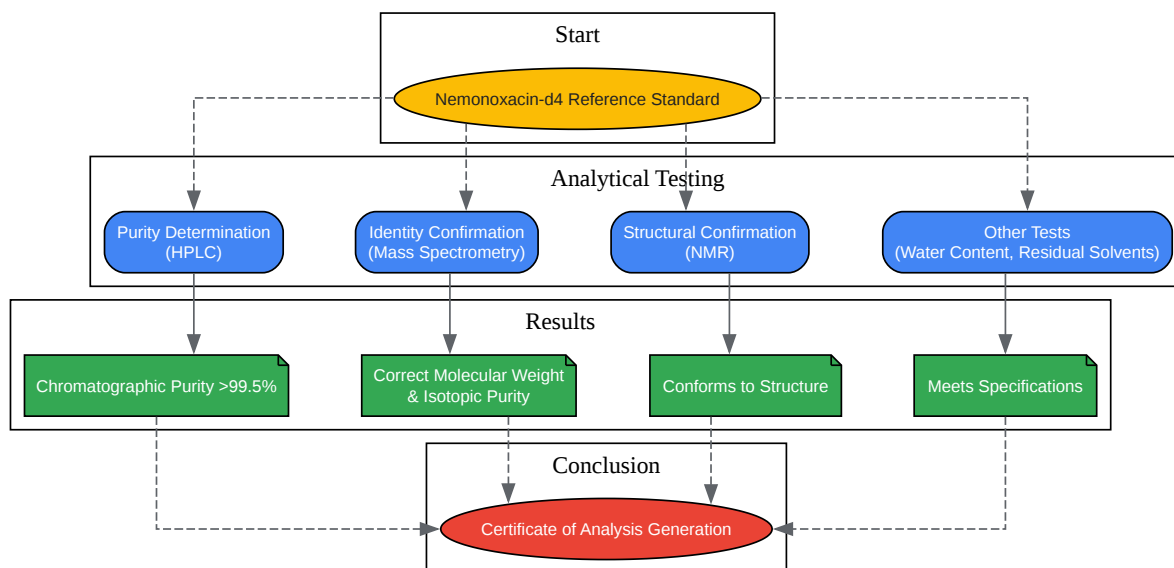 Start
Nemonoxacin-d4 Reference Standard
Analytical Testing
Purity Determination
(HPLC)
Identity Confirmation
(Mass Spectrometry)
Structural Confirmation
(NMR)
Other Tests
(Water Content, Residual Solvents)
Results
Chromatographic Purity >99.5%
Correct Molecular Weight
& Isotopic Purity
Conforms to Structure
Meets Specifications
Conclusion
Certificate of Analysis Generation